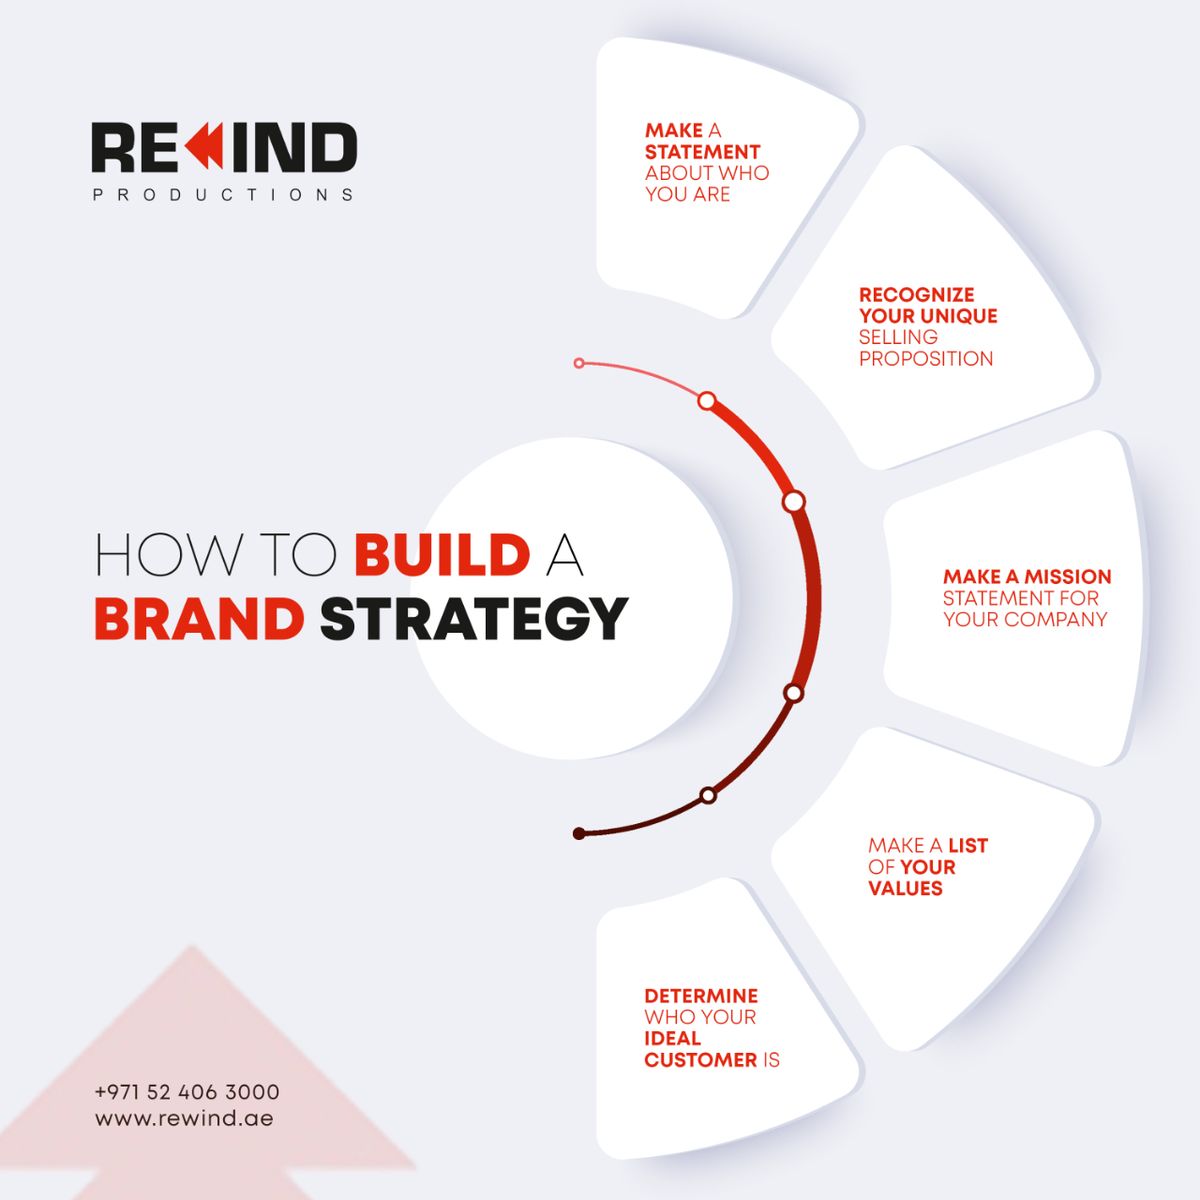 REWIND
PRODUCTIONS
HOW TO BUILD A
BRAND STRATEGY
MAKE A
STATEMENT
ABOUT WHO
YOU ARE
RECOGNIZE
YOUR UNIQUE
SELLING
PROPOSITION
MAKE A MISSION
STATEMENT FOR
YOUR COMPANY
MAKE A LIST
OF YOUR
VALUES
DETERMINE
WHO YOUR
IDEAL
CUSTOMER IS
+971 52 406 3000
www.rewind.ae